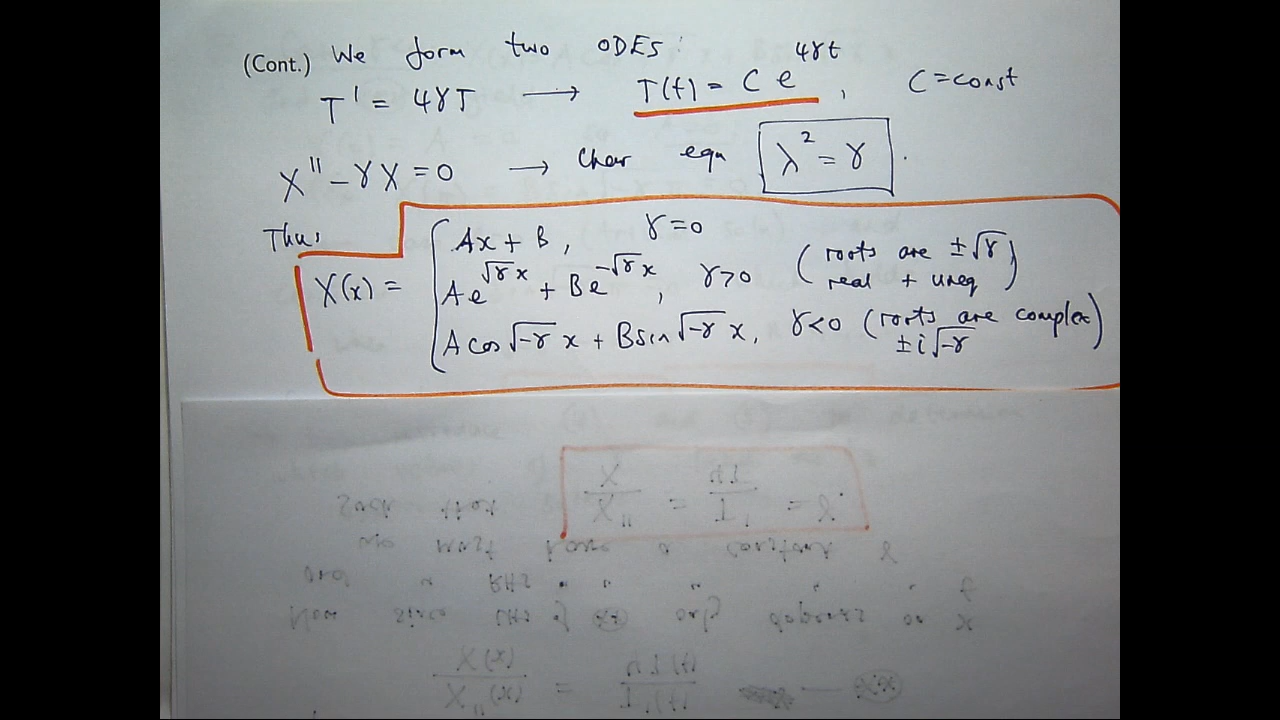 (Cont.) We form two ODEs:
T' = 4γT → T(t) = C e^{4γt}, C = const
X'' - γX = 0 → Char eqn λ² = γ.
Thus
X(x) = { Ax + B, γ = 0
Ae^{√γ x} + Be^{-√γ x}, γ > 0 (roots are ±√γ real + uneq)
A cos √-γ x + B sin √-γ x, γ < 0 (roots are complex) ±i√-γ